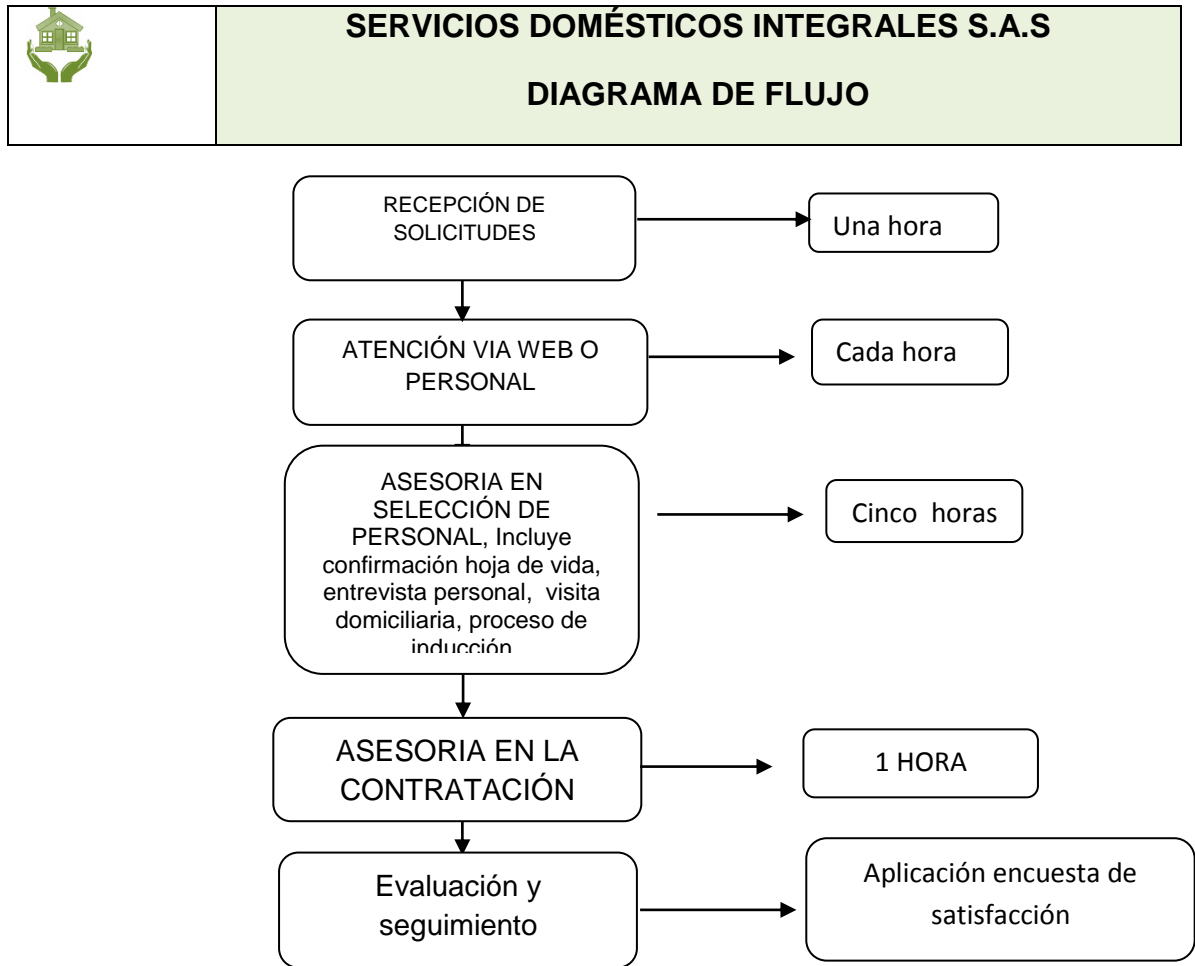 SERVICIOS DOMÉSTICOS INTEGRALES S.A.S
DIAGRAMA DE FLUJO
RECEPCIÓN DE
SOLICITUDES
Una hora
ATENCIÓN VIA WEB O
PERSONAL
Cada hora
ASESORIA EN
SELECCIÓN DE
PERSONAL, Incluye
confirmación hoja de vida,
entrevista personal, visita
domiciliaria, proceso de
inducción
Cinco horas
ASESORIA EN LA
CONTRATACIÓN
1 HORA
Evaluación y
seguimiento
Aplicación encuesta de
satisfacción